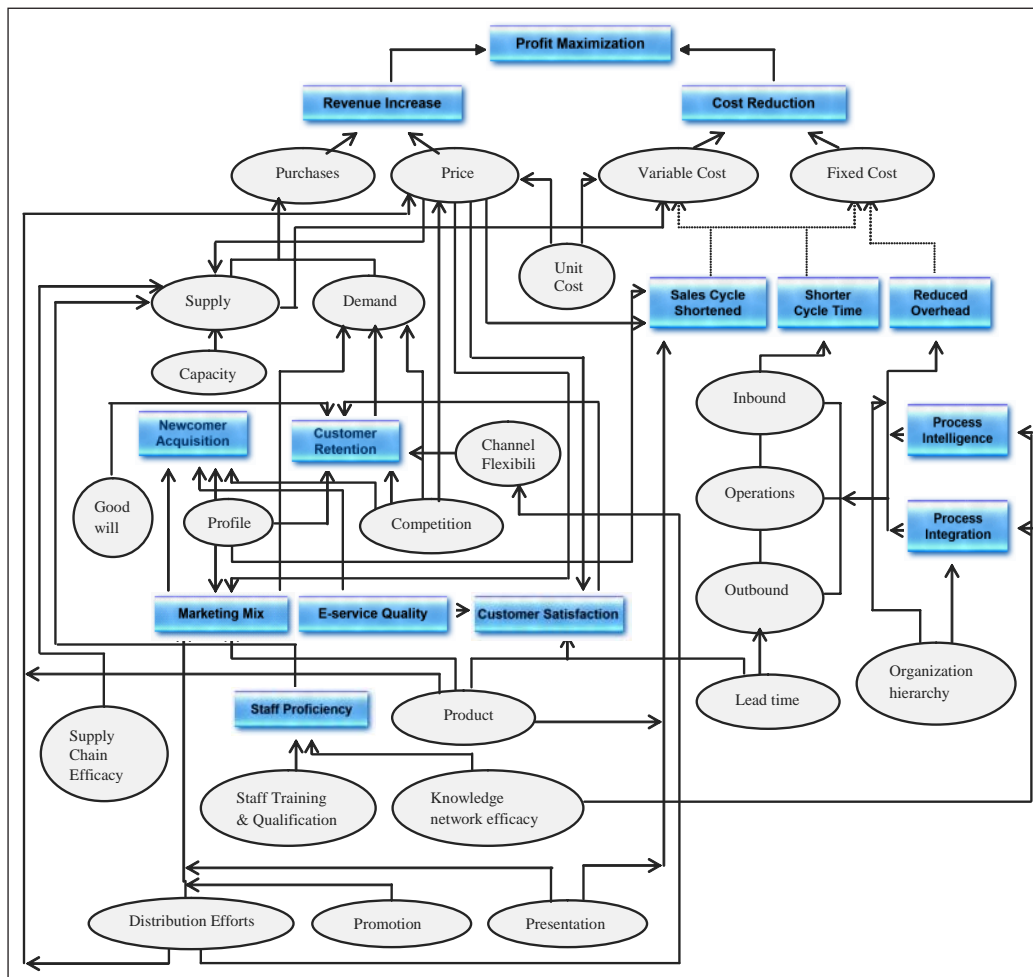 Profit Maximization
Revenue Increase
Cost Reduction
Purchases
Price
Variable Cost
Fixed Cost
Unit
Cost
Supply
Demand
Sales Cycle
Shortened
Shorter
Cycle Time
Reduced
Overhead
Capacity
Inbound
Newcomer
Acquisition
Customer
Retention
Channel
Flexibili
Process
Intelligence
Good
will
Profile
Competition
Operations
Process
Integration
Outbound
Marketing Mix
E-service Quality
Customer Satisfaction
Organization
hierarchy
Staff Proficiency
Product
Lead time
Supply
Chain
Efficacy
Staff Training
& Qualification
Knowledge
network efficacy
Distribution Efforts
Promotion
Presentation